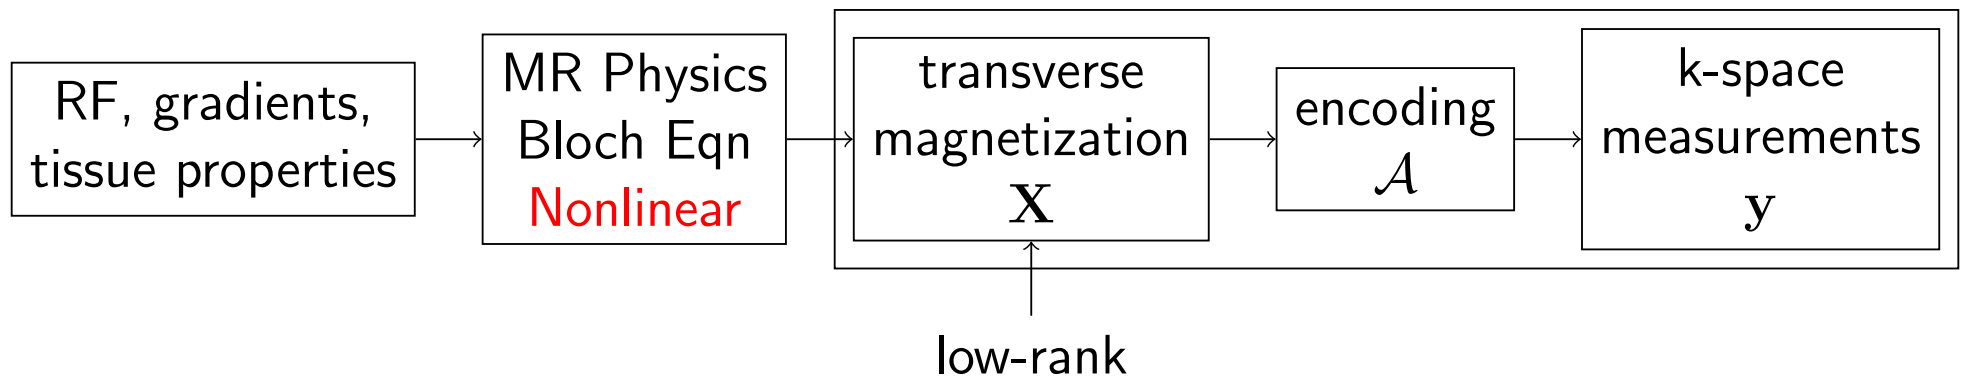 RF, gradients,
tissue properties
MR Physics
Bloch Eqn
Nonlinear
transverse
magnetization
X
encoding
𝒜
k-space
measurements
y
low-rank